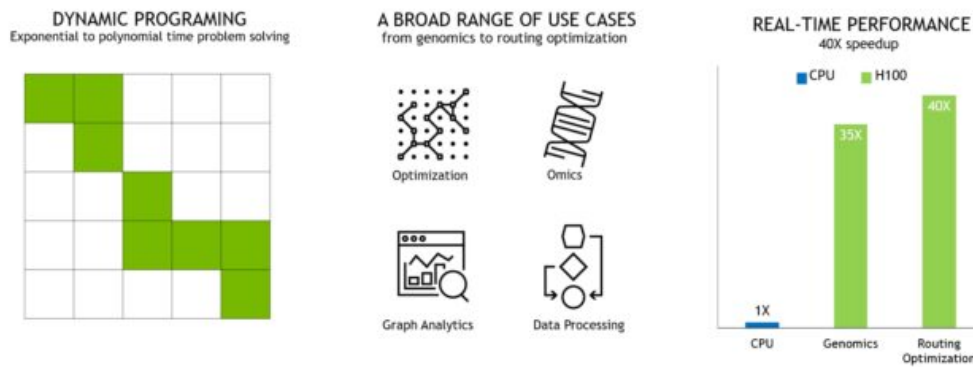 DYNAMIC PROGRAMING
Exponential to polynomial time problem solving
A BROAD RANGE OF USE CASES
from genomics to routing optimization
Optimization
Omics
Graph Analytics
Data Processing
REAL-TIME PERFORMANCE
40X speedup
CPU
H100
1X
35X
40X
CPU
Genomics
Routing
Optimization